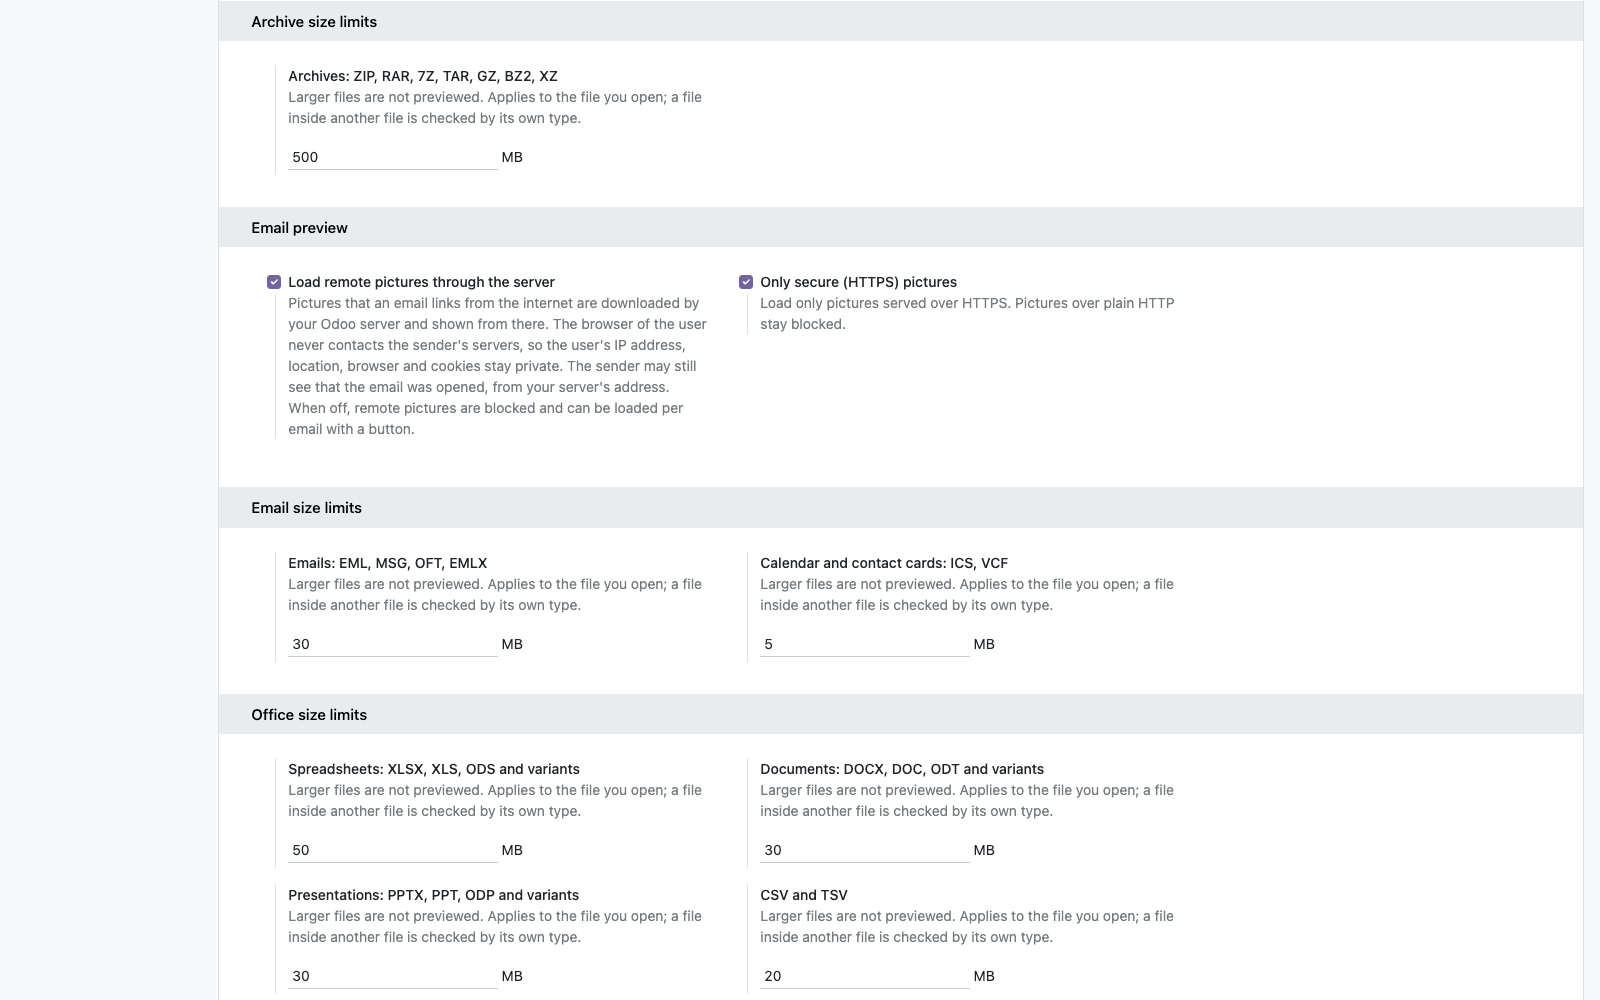 Archive size limits
Archives: ZIP, RAR, 7Z, TAR, GZ, BZ2, XZ
Larger files are not previewed. Applies to the file you open; a file
inside another file is checked by its own type.
500 MB
Email preview
Load remote pictures through the server
Pictures that an email links from the internet are downloaded by
your Odoo server and shown from there. The browser of the user
never contacts the sender's servers, so the user's IP address,
location, browser and cookies stay private. The sender may still
see that the email was opened, from your server's address.
When off, remote pictures are blocked and can be loaded per
email with a button.
Only secure (HTTPS) pictures
Load only pictures served over HTTPS. Pictures over plain HTTP
stay blocked.
Email size limits
Emails: EML, MSG, OFT, EMLX
Larger files are not previewed. Applies to the file you open; a file
inside another file is checked by its own type.
30 MB
Calendar and contact cards: ICS, VCF
Larger files are not previewed. Applies to the file you open; a file
inside another file is checked by its own type.
5 MB
Office size limits
Spreadsheets: XLSX, XLS, ODS and variants
Larger files are not previewed. Applies to the file you open; a file
inside another file is checked by its own type.
50 MB
Documents: DOCX, DOC, ODT and variants
Larger files are not previewed. Applies to the file you open; a file
inside another file is checked by its own type.
30 MB
Presentations: PPTX, PPT, ODP and variants
Larger files are not previewed. Applies to the file you open; a file
inside another file is checked by its own type.
30 MB
CSV and TSV
Larger files are not previewed. Applies to the file you open; a file
inside another file is checked by its own type.
20 MB